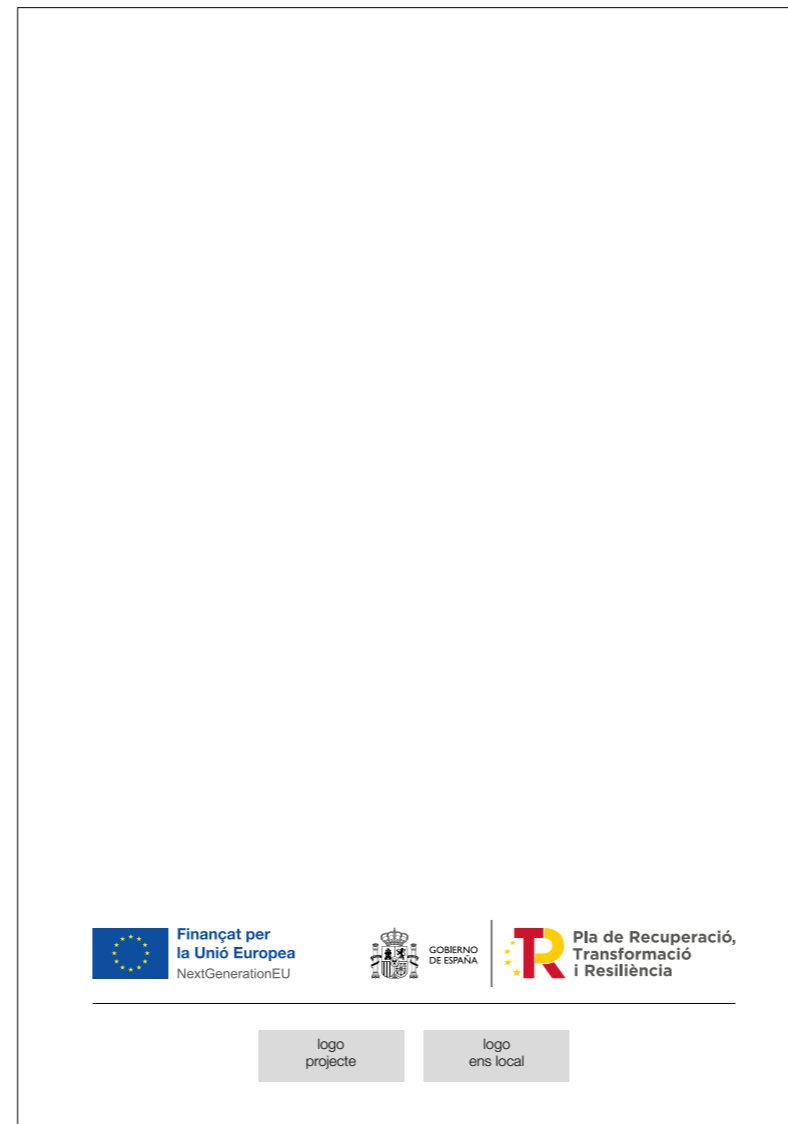 Finançat per
la Unió Europea
NextGenerationEU
GOBIERNO
DE ESPAÑA
Pla de Recuperació,
Transformació
i Resiliència
logo
projecte
logo
ens local